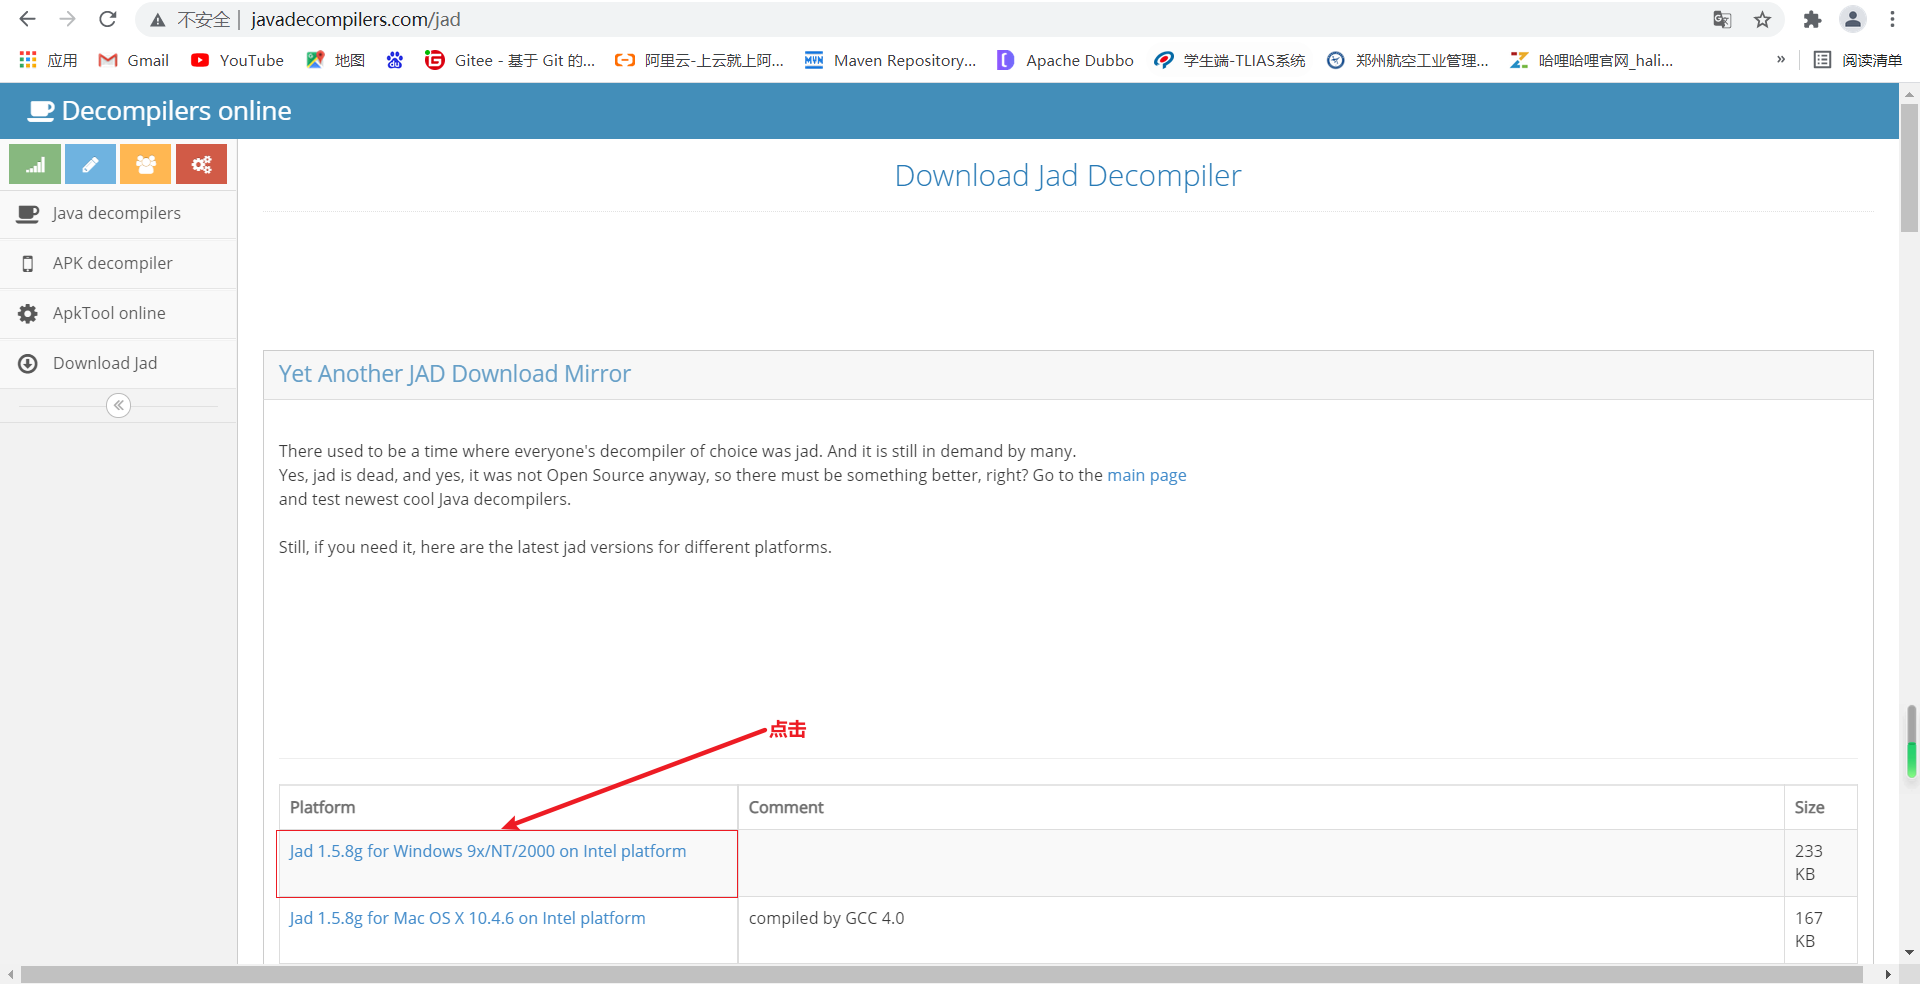 不安全 | javadecompilers.com/jad
应用 Gmail YouTube 地图 Gitee - 基于 Git 的... 阿里云-上云就上阿... Maven Repository... Apache Dubbo 学生端-TLIAS系统 郑州航空工业管理... 哈哩哈哩官网_hali... » 阅读清单
Decompilers online
Java decompilers
APK decompiler
ApkTool online
Download Jad
Download Jad Decompiler
Yet Another JAD Download Mirror
There used to be a time where everyone's decompiler of choice was jad. And it is still in demand by many.
Yes, jad is dead, and yes, it was not Open Source anyway, so there must be something better, right? Go to the main page
and test newest cool Java decompilers.
Still, if you need it, here are the latest jad versions for different platforms.
点击
Platform Comment Size
Jad 1.5.8g for Windows 9x/NT/2000 on Intel platform 233
KB
Jad 1.5.8g for Mac OS X 10.4.6 on Intel platform compiled by GCC 4.0 167
KB